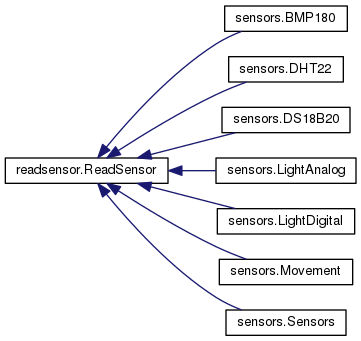 sensors.BMP180
sensors.DHT22
sensors.DS18B20
readsensor.ReadSensor
sensors.LightAnalog
sensors.LightDigital
sensors.Movement
sensors.Sensors